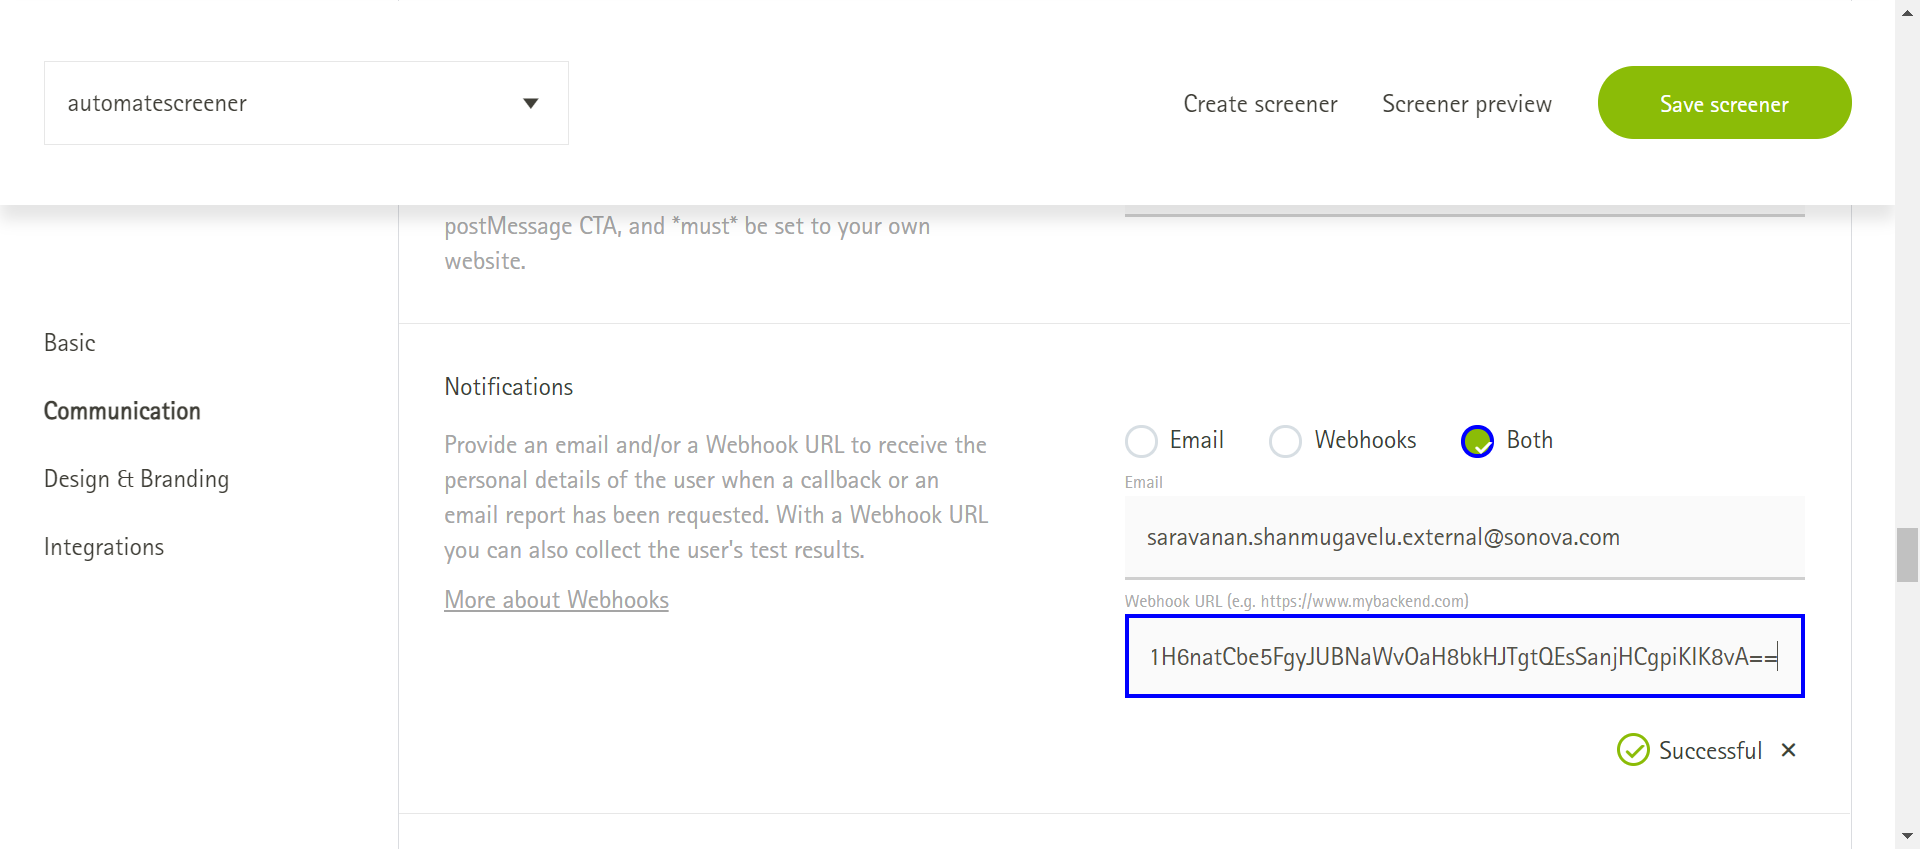 automatescreener
Create screener
Screener preview
Save screener
postMessage CTA, and *must* be set to your own
website.
Basic
Communication
Design & Branding
Integrations
Notifications
Provide an email and/or a Webhook URL to receive the
personal details of the user when a callback or an
email report has been requested. With a Webhook URL
you can also collect the user's test results.
More about Webhooks
Email
Webhooks
Both
Email
saravanan.shanmugavelu.external@sonova.com
Webhook URL (e.g. https://www.mybackend.com)
1H6natCbe5FgyJUBNaWvOaH8bkHJTgtQEsSanjHCgpiKIK8vA==
Successful